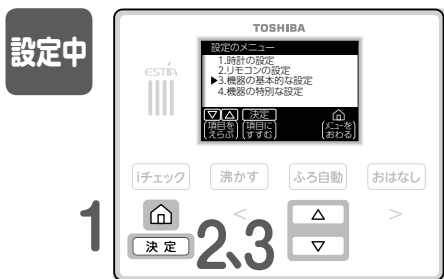 設定中
TOSHIBA
ESTIA
設定のメニュー
1.時計の設定
2.リモコンの設定
▶3.機器の基本的な設定
4.機器の特別な設定
▽△ 決定
項目を えらぶ 項目に すすむ メニューを おわる
iチェック 沸かす ふろ自動 おはなし
1
< △ >
決定 2、3 ▽